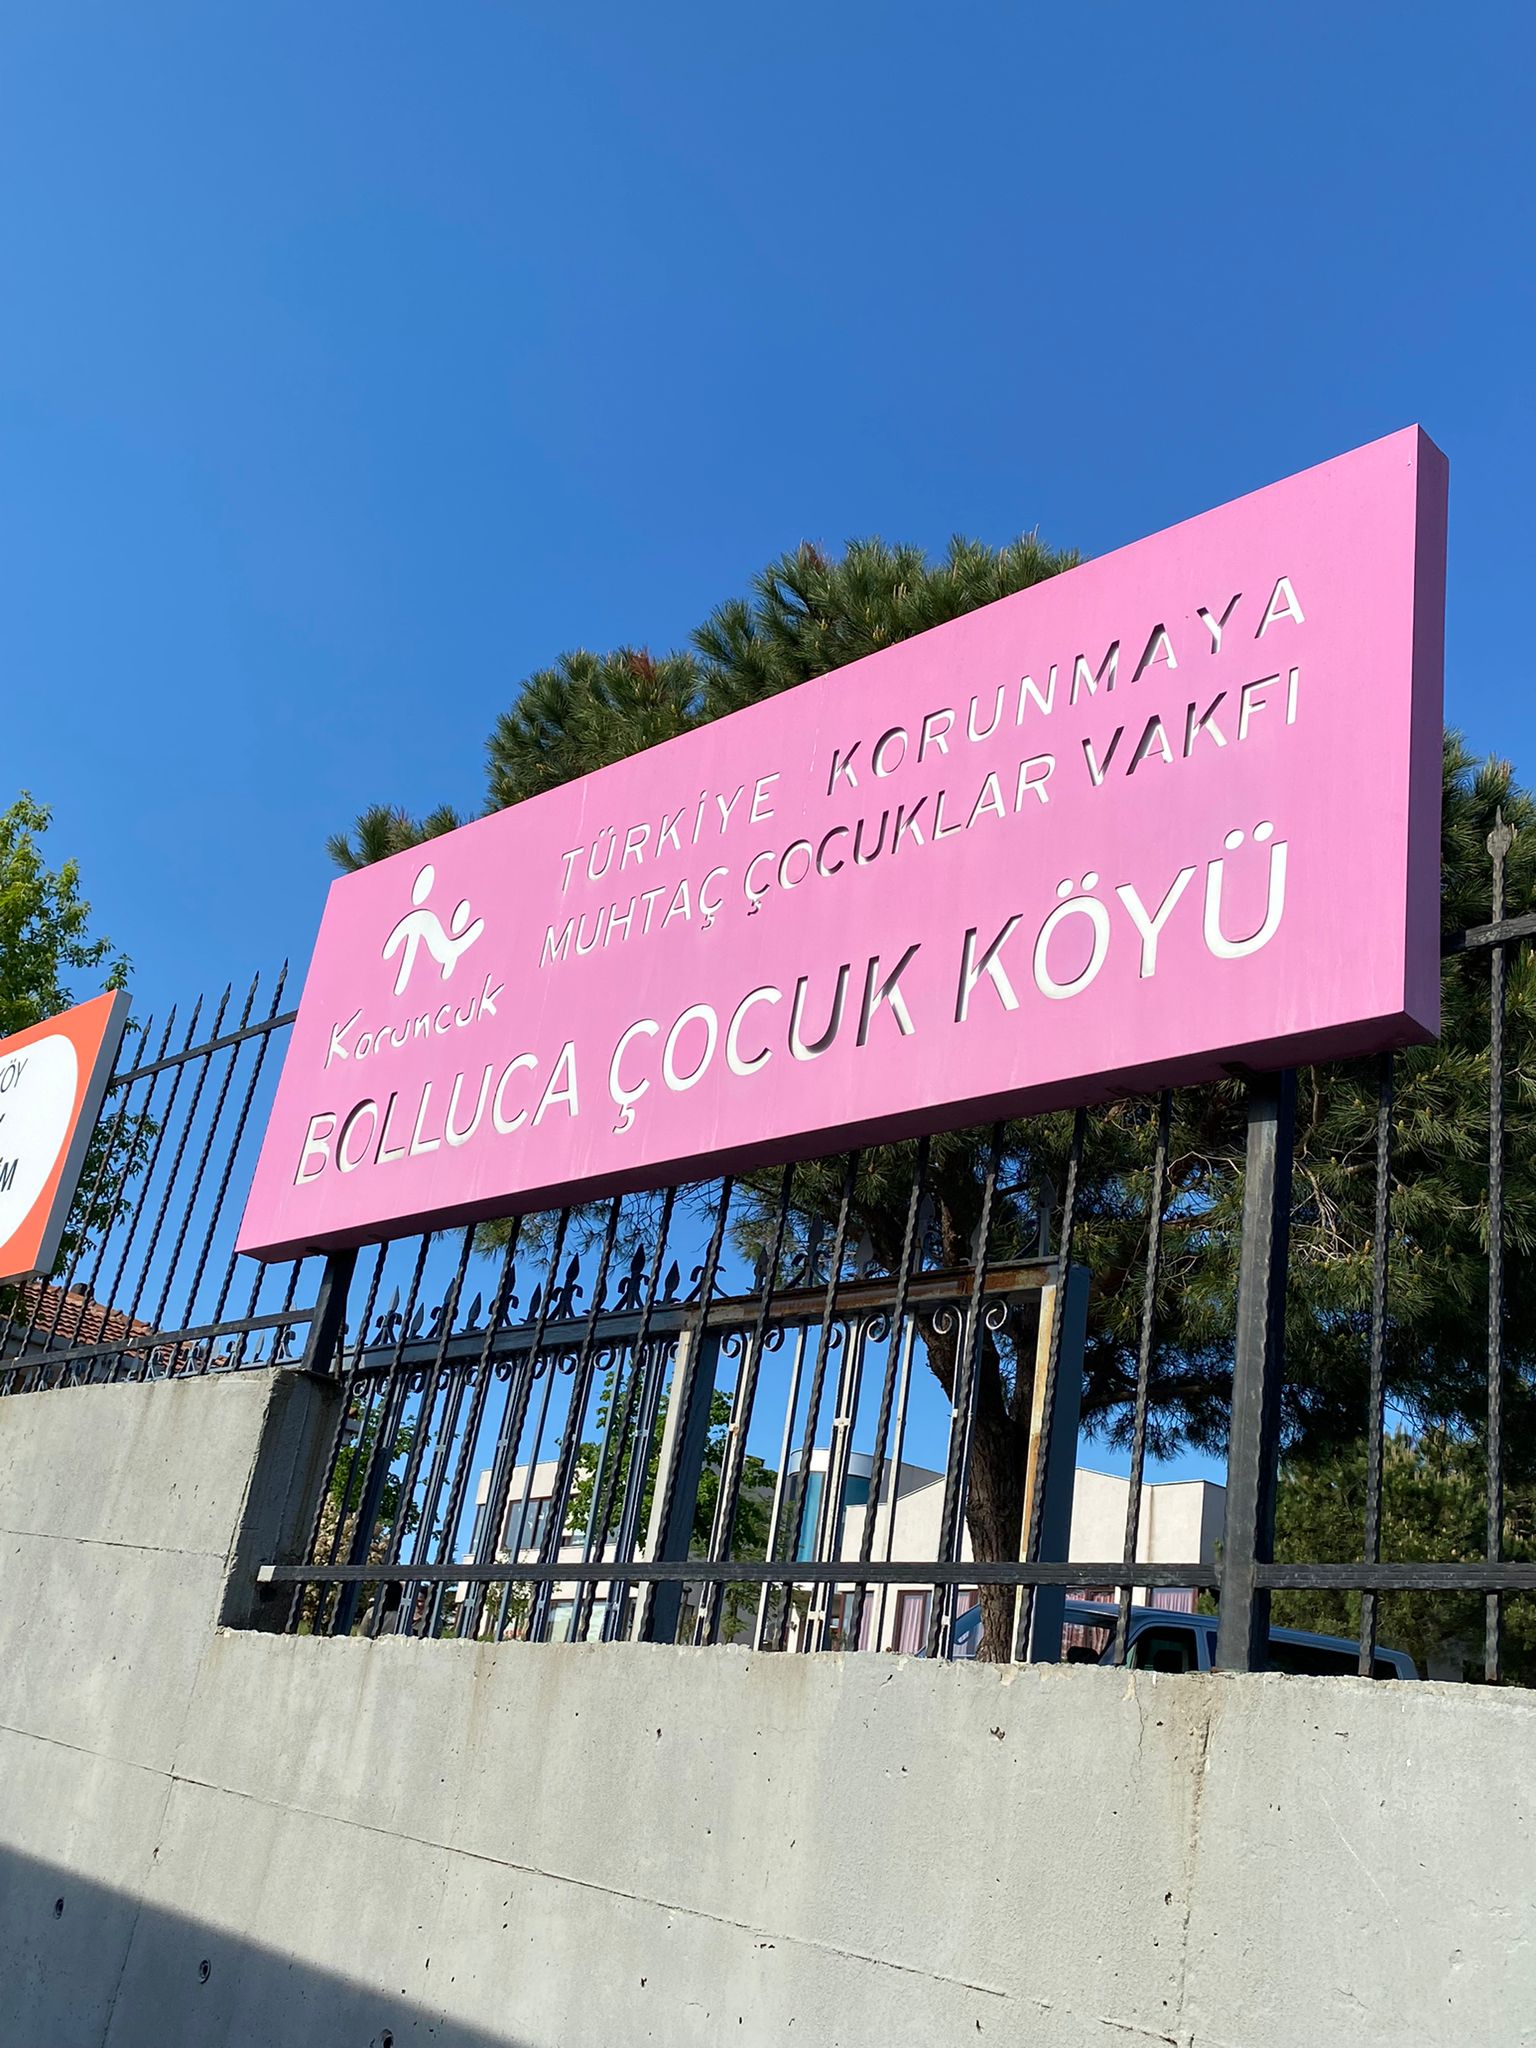 TÜRKİYE KORUNMAYA
MUHTAÇ ÇOCUKLAR VAKFI
Koruncuk
BOLLUCA ÇOCUK KÖYÜ